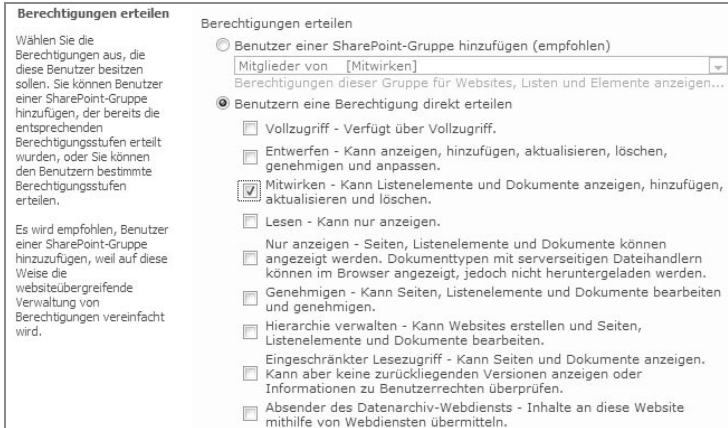 Berechtigungen erteilen
Wählen Sie die
Berechtigungen aus, die
diese Benutzer besitzen
sollen. Sie können Benutzer
einer SharePoint-Gruppe
hinzufügen, der bereits die
entsprechenden
Berechtigungsstufen erteilt
wurden, oder Sie können
den Benutzern bestimmte
Berechtigungsstufen
erteilen.
Es wird empfohlen, Benutzer
einer SharePoint-Gruppe
hinzuzufügen, weil auf diese
Weise die
websiteübergreifende
Verwaltung von
Berechtigungen vereinfacht
wird.
Berechtigungen erteilen
Benutzer einer SharePoint-Gruppe hinzufügen (empfohlen)
Mitglieder von [Mitwirken]
Berechtigungen dieser Gruppe für Websites, Listen und Elemente anzeigen...
Benutzern eine Berechtigung direkt erteilen
Vollzugriff - Verfügt über Vollzugriff.
Entwerfen - Kann anzeigen, hinzufügen, aktualisieren, löschen,
genehmigen und anpassen.
Mitwirken - Kann Listenelemente und Dokumente anzeigen, hinzufügen,
aktualisieren und löschen.
Lesen - Kann nur anzeigen.
Nur anzeigen - Seiten, Listenelemente und Dokumente können
angezeigt werden. Dokumenttypen mit serverseitigen Dateihandlern
können im Browser angezeigt, jedoch nicht heruntergeladen werden.
Genehmigen - Kann Seiten, Listenelemente und Dokumente bearbeiten
und genehmigen.
Hierarchie verwalten - Kann Websites erstellen und Seiten,
Listenelemente und Dokumente bearbeiten.
Eingeschränkter Lesezugriff - Kann Seiten und Dokumente anzeigen.
Kann aber keine zurückliegenden Versionen anzeigen oder
Informationen zu Benutzerrechten überprüfen.
Absender des Datenarchiv-Webdiensts - Inhalte an diese Website
mithilfe von Webdiensten übermitteln.